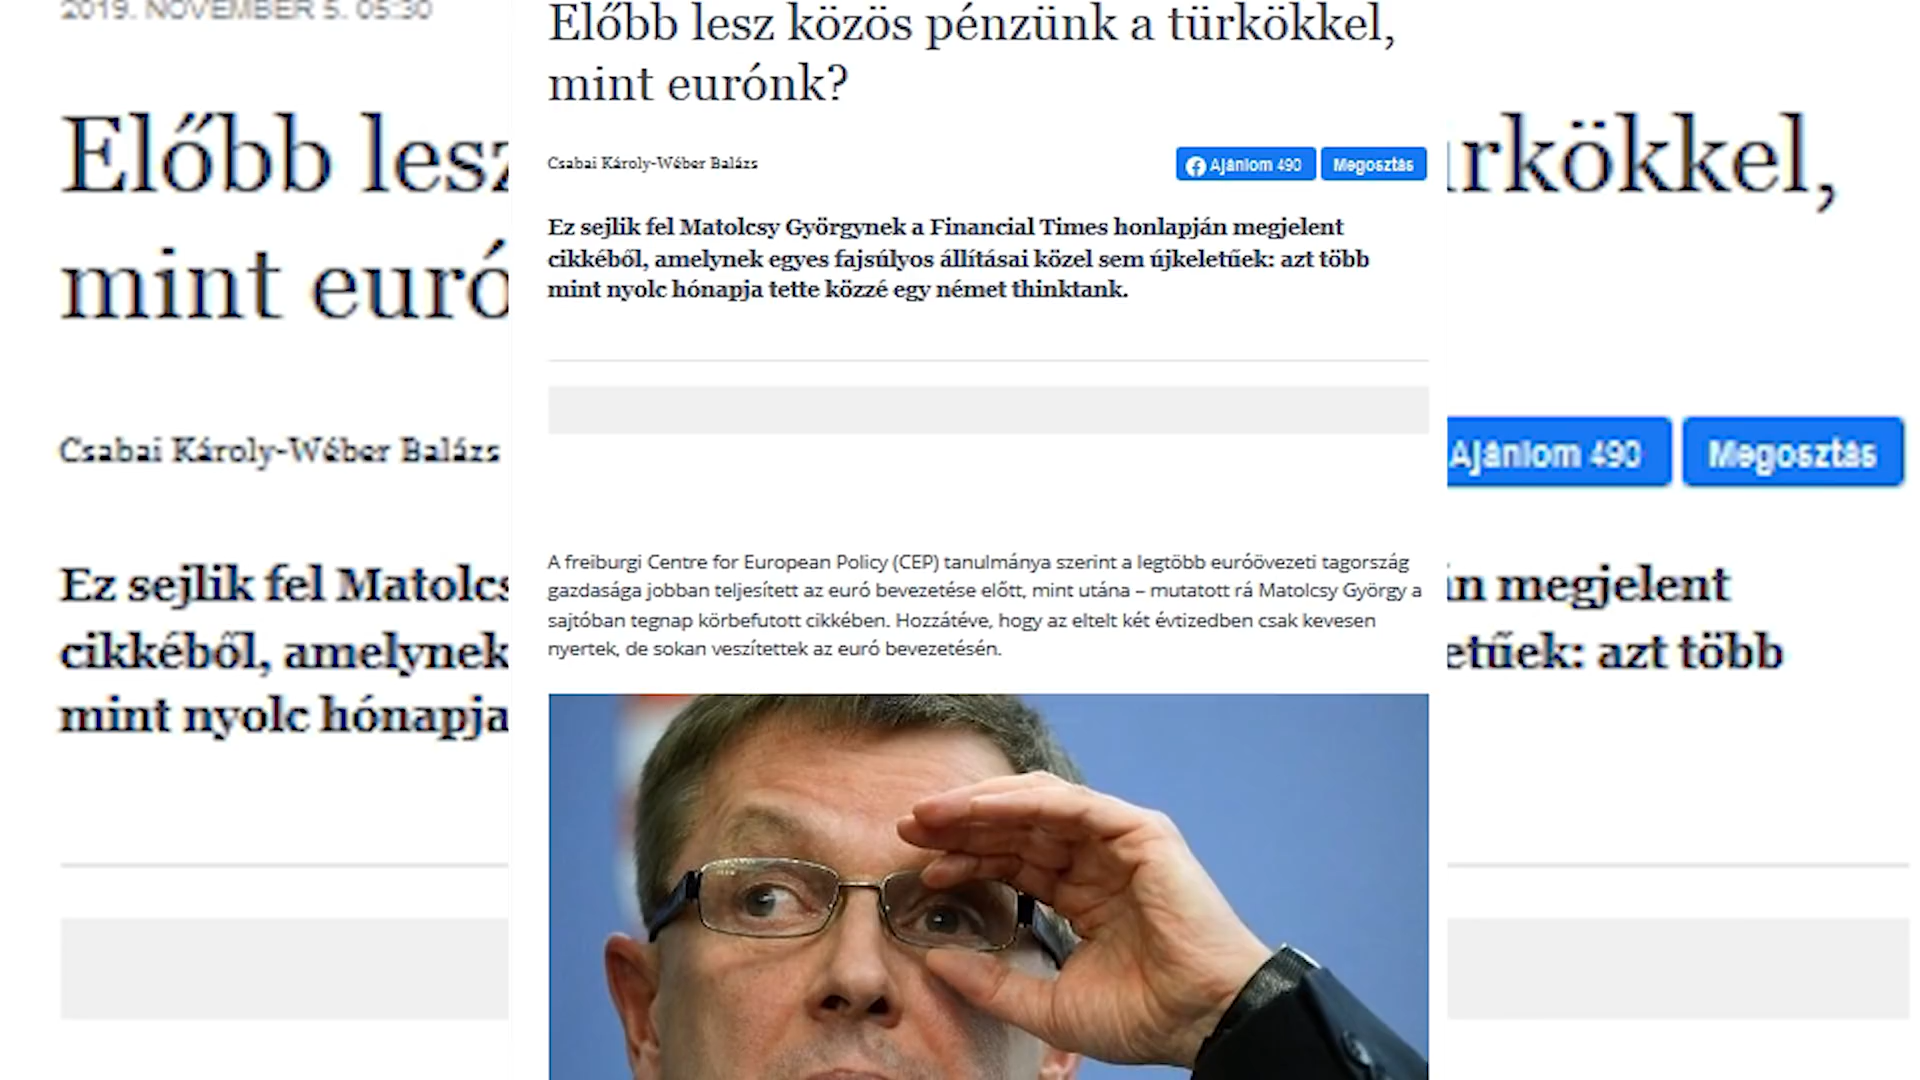 2019. NOVEMBER 5. 05:30
Előbb lesz
mint euró
Csabai Károly-Wéber Balázs
Ez sejlik fel Matolcs
cikkéből, amelynek
mint nyolc hónapja
Előbb lesz közös pénzünk a türkökkel,
mint eurónk?
Csabai Károly-Wéber Balázs
Ajánlom 490 Megosztás
Ez sejlik fel Matolcsy Györgynek a Financial Times honlapján megjelent
cikkéből, amelynek egyes fajsúlyos állításai közel sem újkeletűek: azt több
mint nyolc hónapja tette közzé egy német thinktank.
A freiburgi Centre for European Policy (CEP) tanulmánya szerint a legtöbb euróövezeti tagország
gazdasága jobban teljesített az euró bevezetése előtt, mint utána – mutatott rá Matolcsy György a
sajtóban tegnap körbefutott cikkében. Hozzátéve, hogy az eltelt két évtizedben csak kevesen
nyertek, de sokan veszítettek az euró bevezetésén.
rkökkel,
Ajánlom 490 Megosztás
n megjelent
etűek: azt több